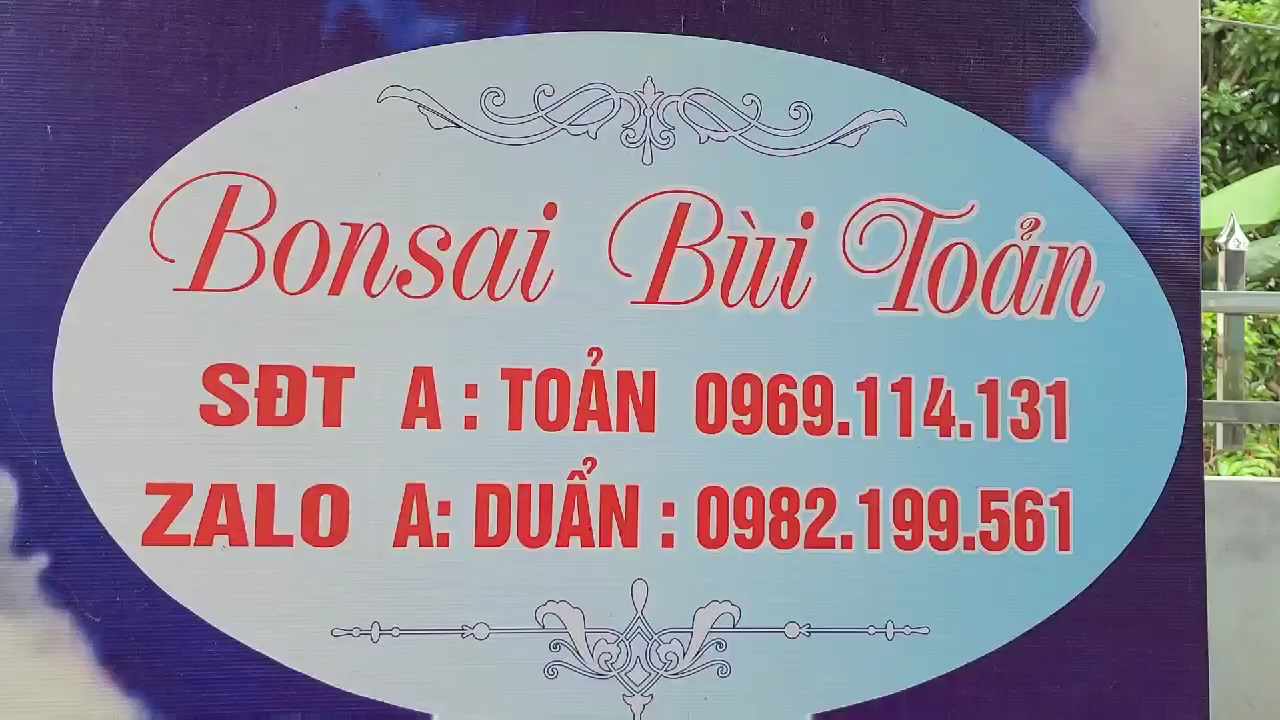 Bonsai Bùi Toản
SĐT A : TOẢN 0969.114.131
ZALO A: DUẨN : 0982.199.561